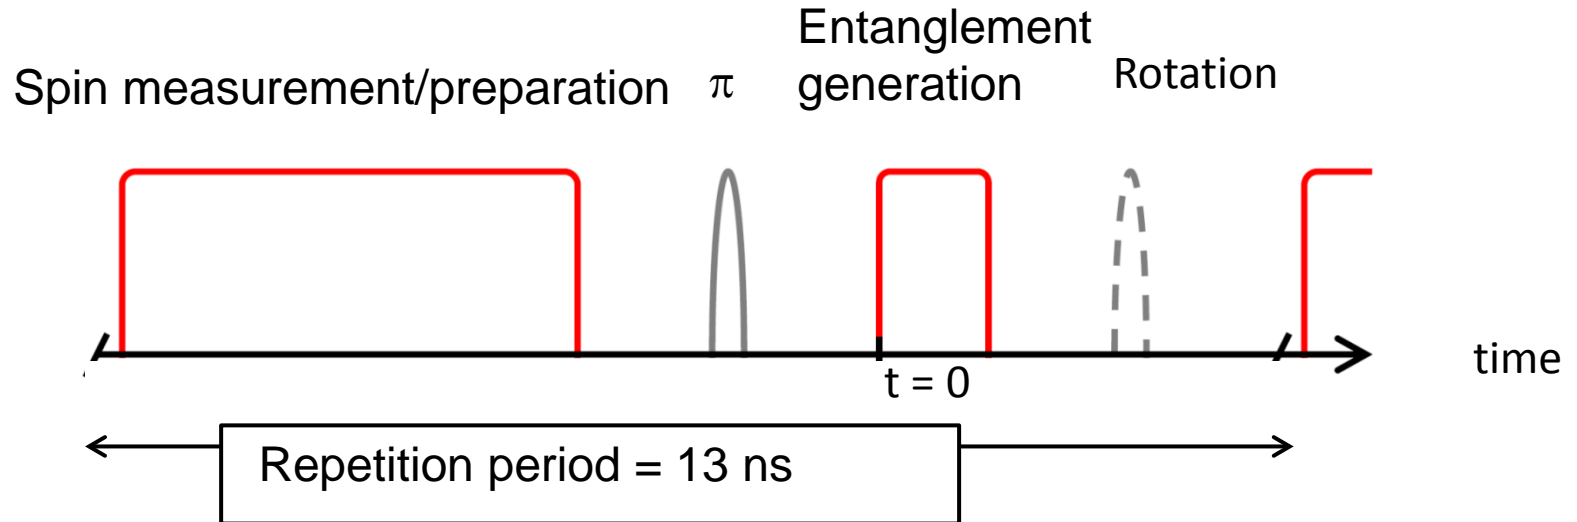 Spin measurement/preparation
π
Entanglement
generation
Rotation
t = 0
time
Repetition period = 13 ns